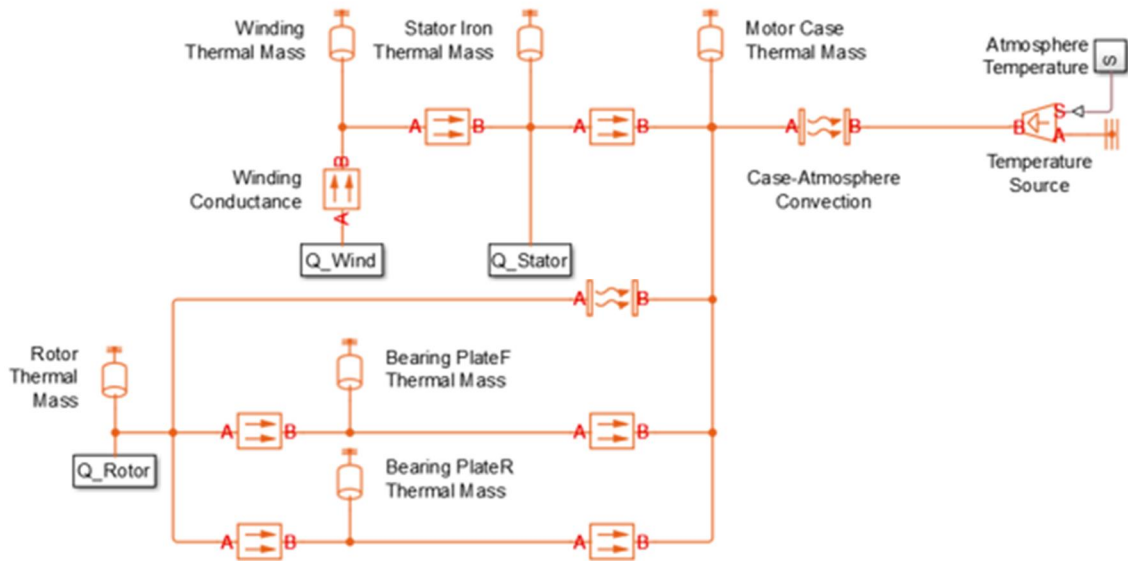 Winding
Thermal Mass
Stator Iron
Thermal Mass
Motor Case
Thermal Mass
Atmosphere
Temperature
S
S
A
B
A
B
A
B
B
A
Temperature
Source
Case-Atmosphere
Convection
B
Winding
Conductance
A
Q_Wind
Q_Stator
A
B
Rotor
Thermal
Mass
Bearing PlateF
Thermal Mass
A
B
A
B
Q_Rotor
Bearing PlateR
Thermal Mass
A
B
A
B